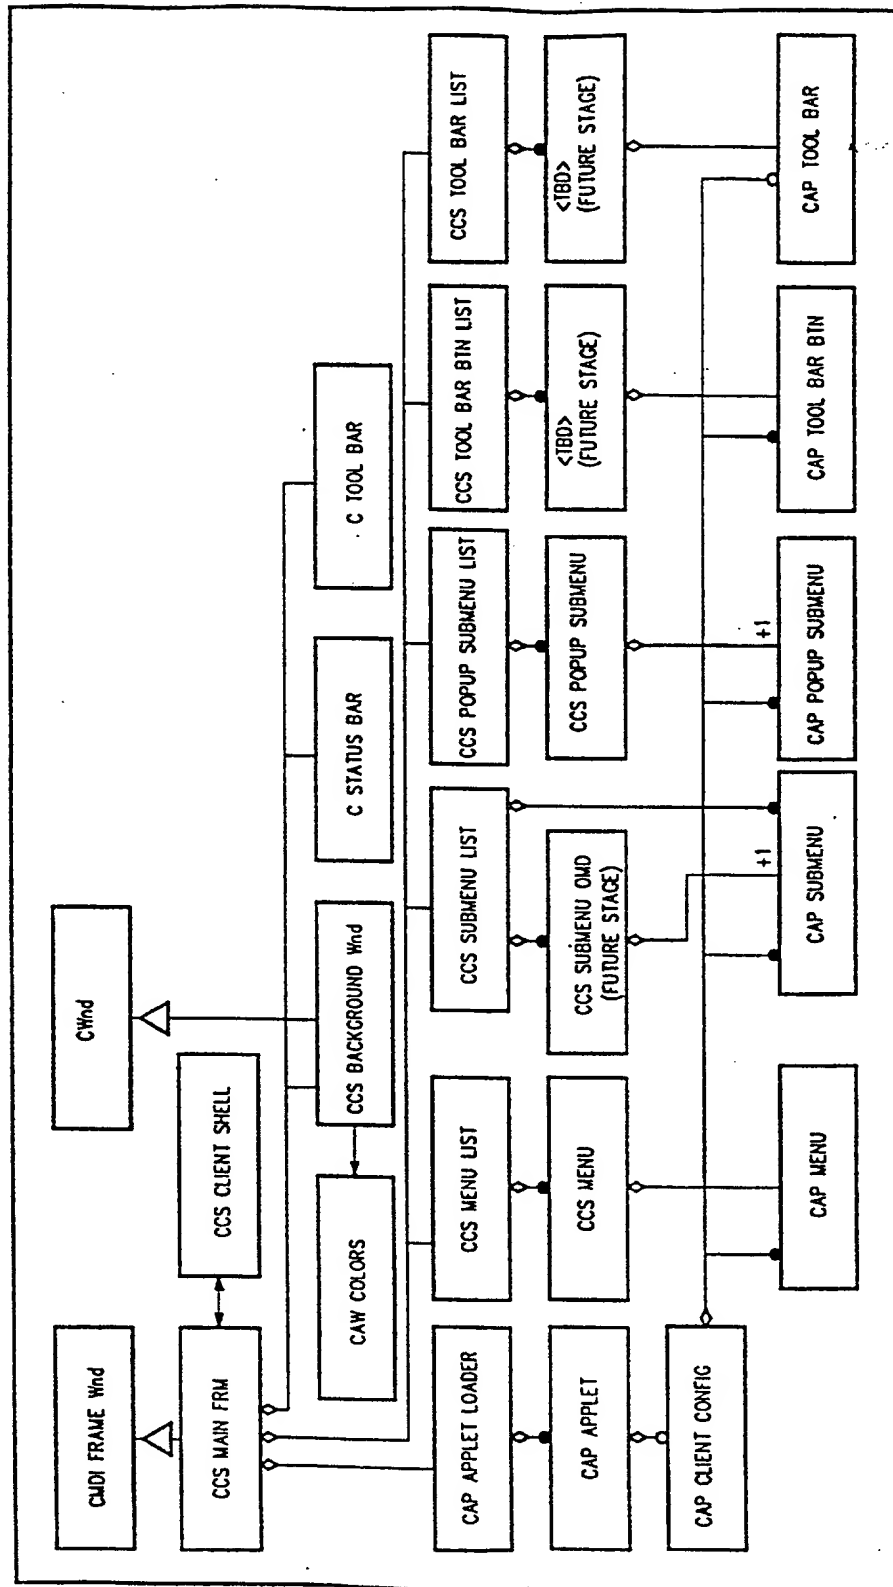 CMDI FRAME Wnd
CWnd
CCS MAIN FRM
CCS CLIENT SHELL
CAW COLORS
CCS BACKGROUND Wnd
C STATUS BAR
C TOOL BAR
CAP APPLET LOADER
CCS MENU LIST
CCS SUBMENU LIST
CCS POPUP SUBMENU LIST
CCS TOOL BAR BTN LIST
CCS TOOL BAR LIST
CAP APPLET
CCS MENU
CCS SUBMENU OMD
(FUTURE STAGE)
CCS POPUP SUBMENU
<TBD>
(FUTURE STAGE)
<TBD>
(FUTURE STAGE)
CAP CLIENT CONFIG
+1
+1
CAP MENU
CAP SUBMENU
CAP POPUP SUBMENU
CAP TOOL BAR BTN
CAP TOOL BAR